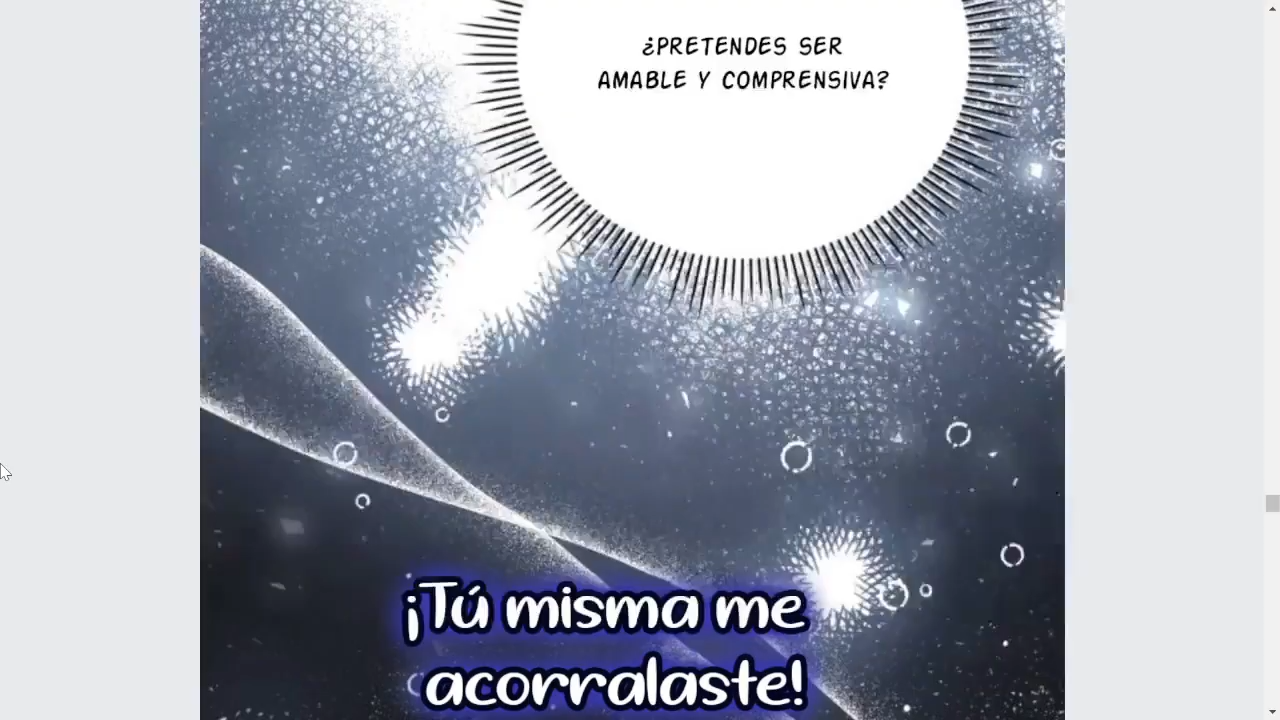 ¿PRETENDES SER
AMABLE Y COMPRENSIVA?
¡Tú misma me
acorralaste!